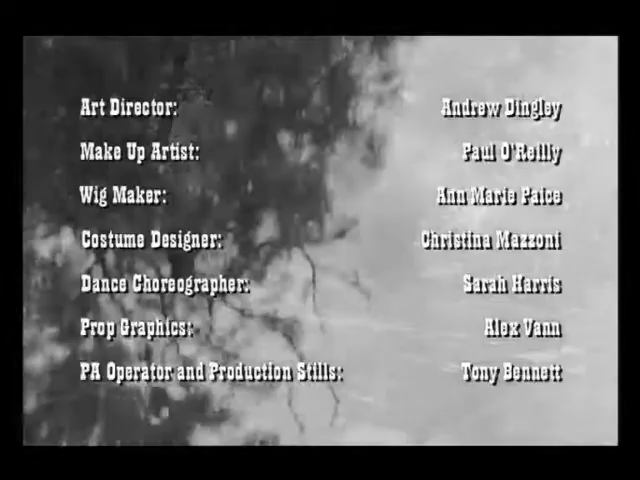 Art Director: Andrew Dingley
Make Up Artist: Paul O'Reilly
Wig Maker: Ann Marie Paice
Costume Designer: Christina Mazzoni
Dance Choreographer: Sarah Harris
Prop Graphics: Alex Vann
PA Operator and Production Stills: Tony Bennett